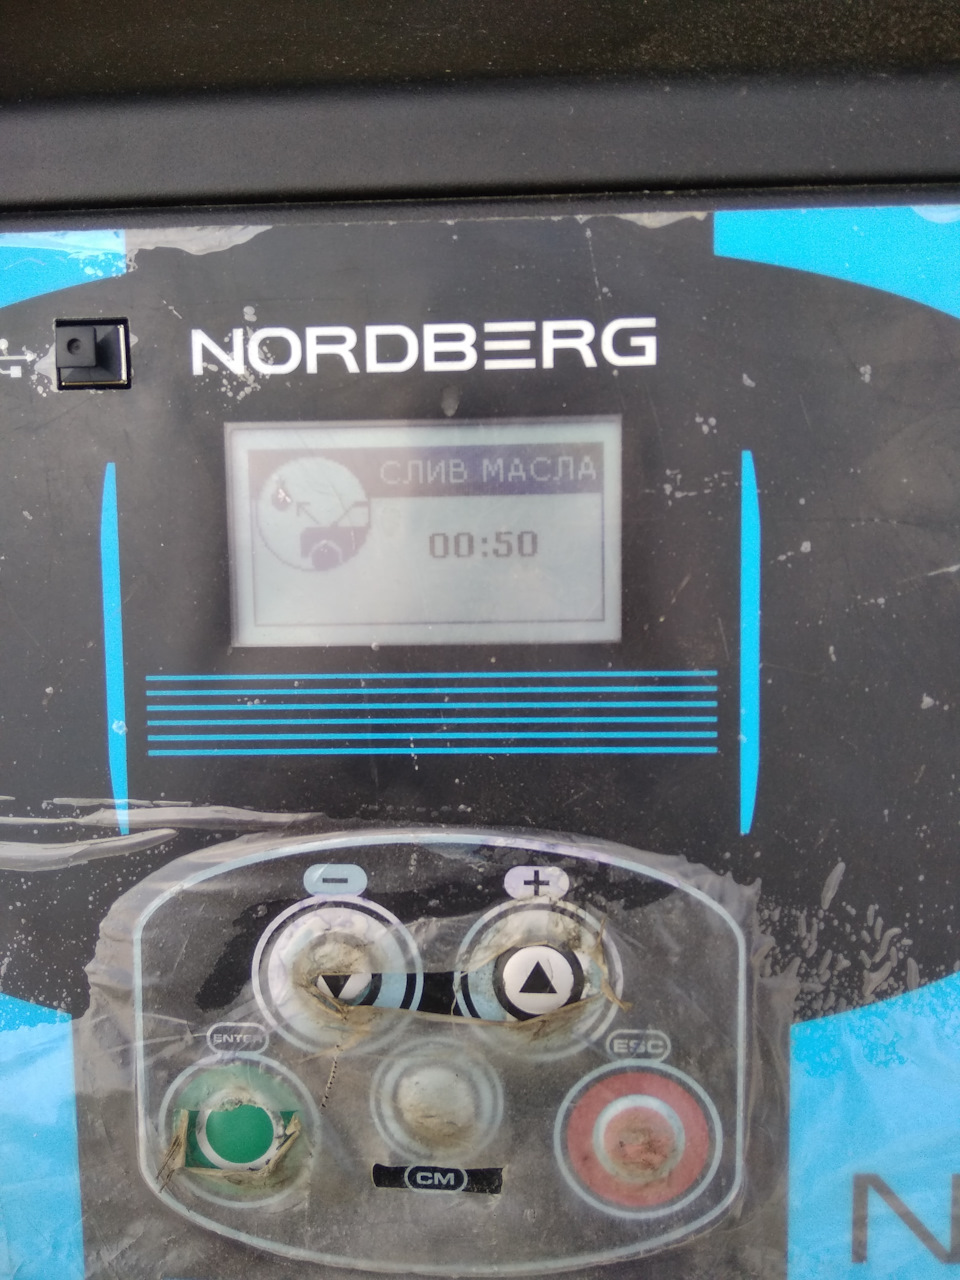 NORDBERG
СЛИВ МАСЛА
00:50
- +
ENTER ESC
CM
N